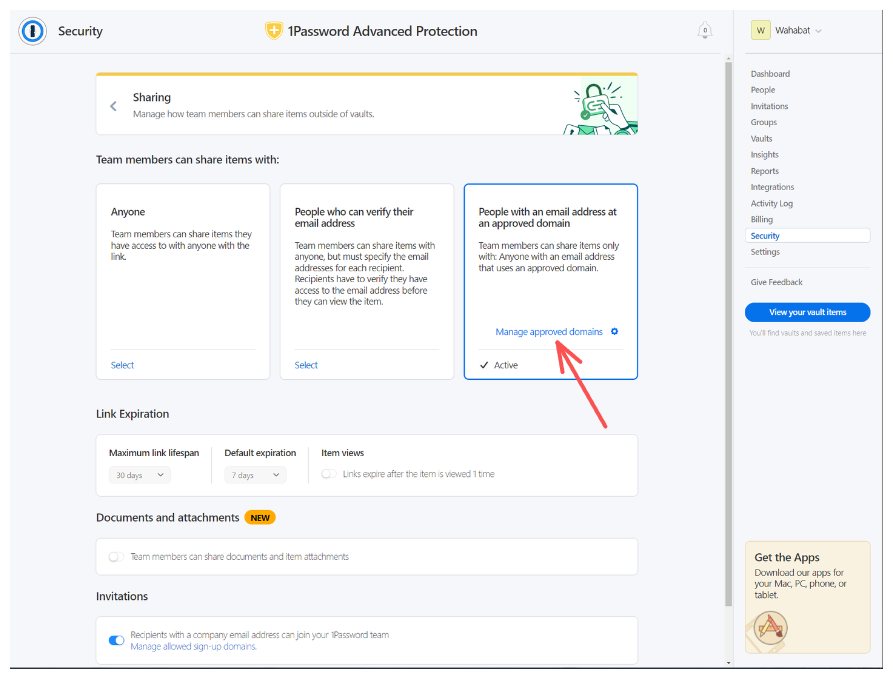 Security
1Password Advanced Protection
0
W Wahabat
Sharing
Manage how team members can share items outside of vaults.
Team members can share items with:
Anyone
Team members can share items they
have access to with anyone with the
link.
Select
People who can verify their
email address
Team members can share items with
anyone, but must specify the email
addresses for each recipient.
Recipients have to verify they have
access to the email address before
they can view the item.
Select
People with an email address at
an approved domain
Team members can share items only
with: Anyone with an email address
that uses an approved domain.
Manage approved domains
Active
Link Expiration
Maximum link lifespan
30 days
Default expiration
7 days
Item views
Links expire after the item is viewed 1 time
Documents and attachments NEW
Team members can share documents and item attachments
Invitations
Recipients with a company email address can join your 1Password team
Manage allowed sign-up domains.
Dashboard
People
Invitations
Groups
Vaults
Insights
Reports
Integrations
Activity Log
Billing
Security
Settings
Give Feedback
View your vault items
You'll find vaults and saved items here
Get the Apps
Download our apps for
your Mac, PC, phone, or
tablet.